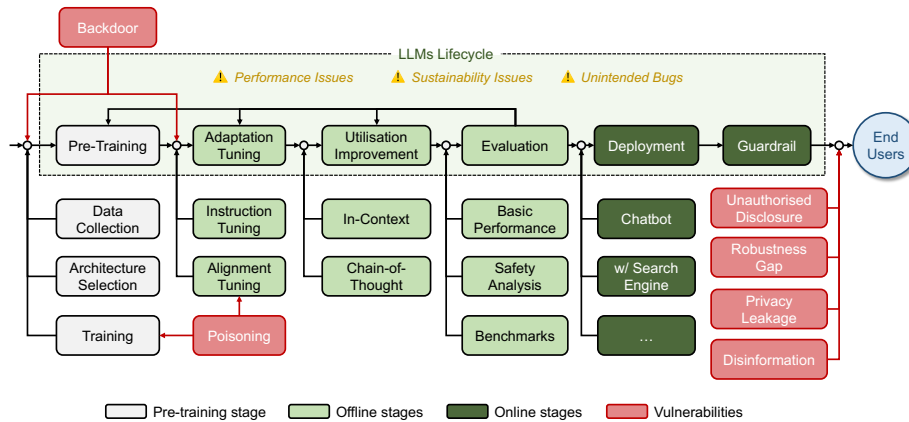 Backdoor
LLMs Lifecycle
Performance Issues
Sustainability Issues
Unintended Bugs
Pre-Training
Adaptation
Tuning
Utilisation
Improvement
Evaluation
Deployment
Guardrail
End
Users
Data
Collection
Instruction
Tuning
In-Context
Basic
Performance
Chatbot
Unauthorised
Disclosure
Architecture
Selection
Alignment
Tuning
Chain-of-
Thought
Safety
Analysis
w/ Search
Engine
Robustness
Gap
Privacy
Leakage
Training
Poisoning
Benchmarks
...
Disinformation
Pre-training stage
Offline stages
Online stages
Vulnerabilities